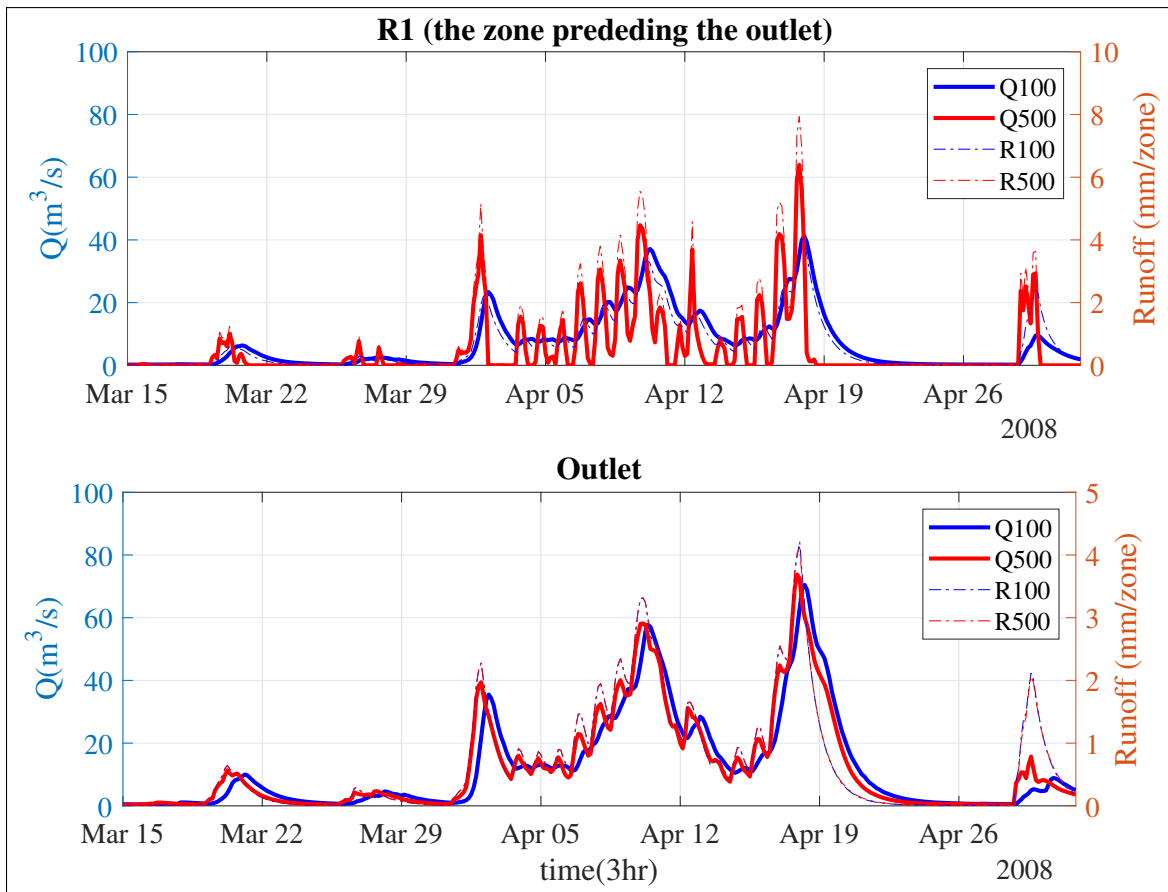 R1 (the zone prededing the outlet)
100
80
60
40
20
0
Q(m³/s)
10
8
6
4
2
0
Runoff (mm/zone)
Q100
Q500
R100
R500
Mar 15 Mar 22 Mar 29 Apr 05 Apr 12 Apr 19 Apr 26
2008
Outlet
100
80
60
40
20
0
Q(m³/s)
5
4
3
2
1
0
Runoff (mm/zone)
Q100
Q500
R100
R500
Mar 15 Mar 22 Mar 29 Apr 05 Apr 12 Apr 19 Apr 26
time(3hr)
2008